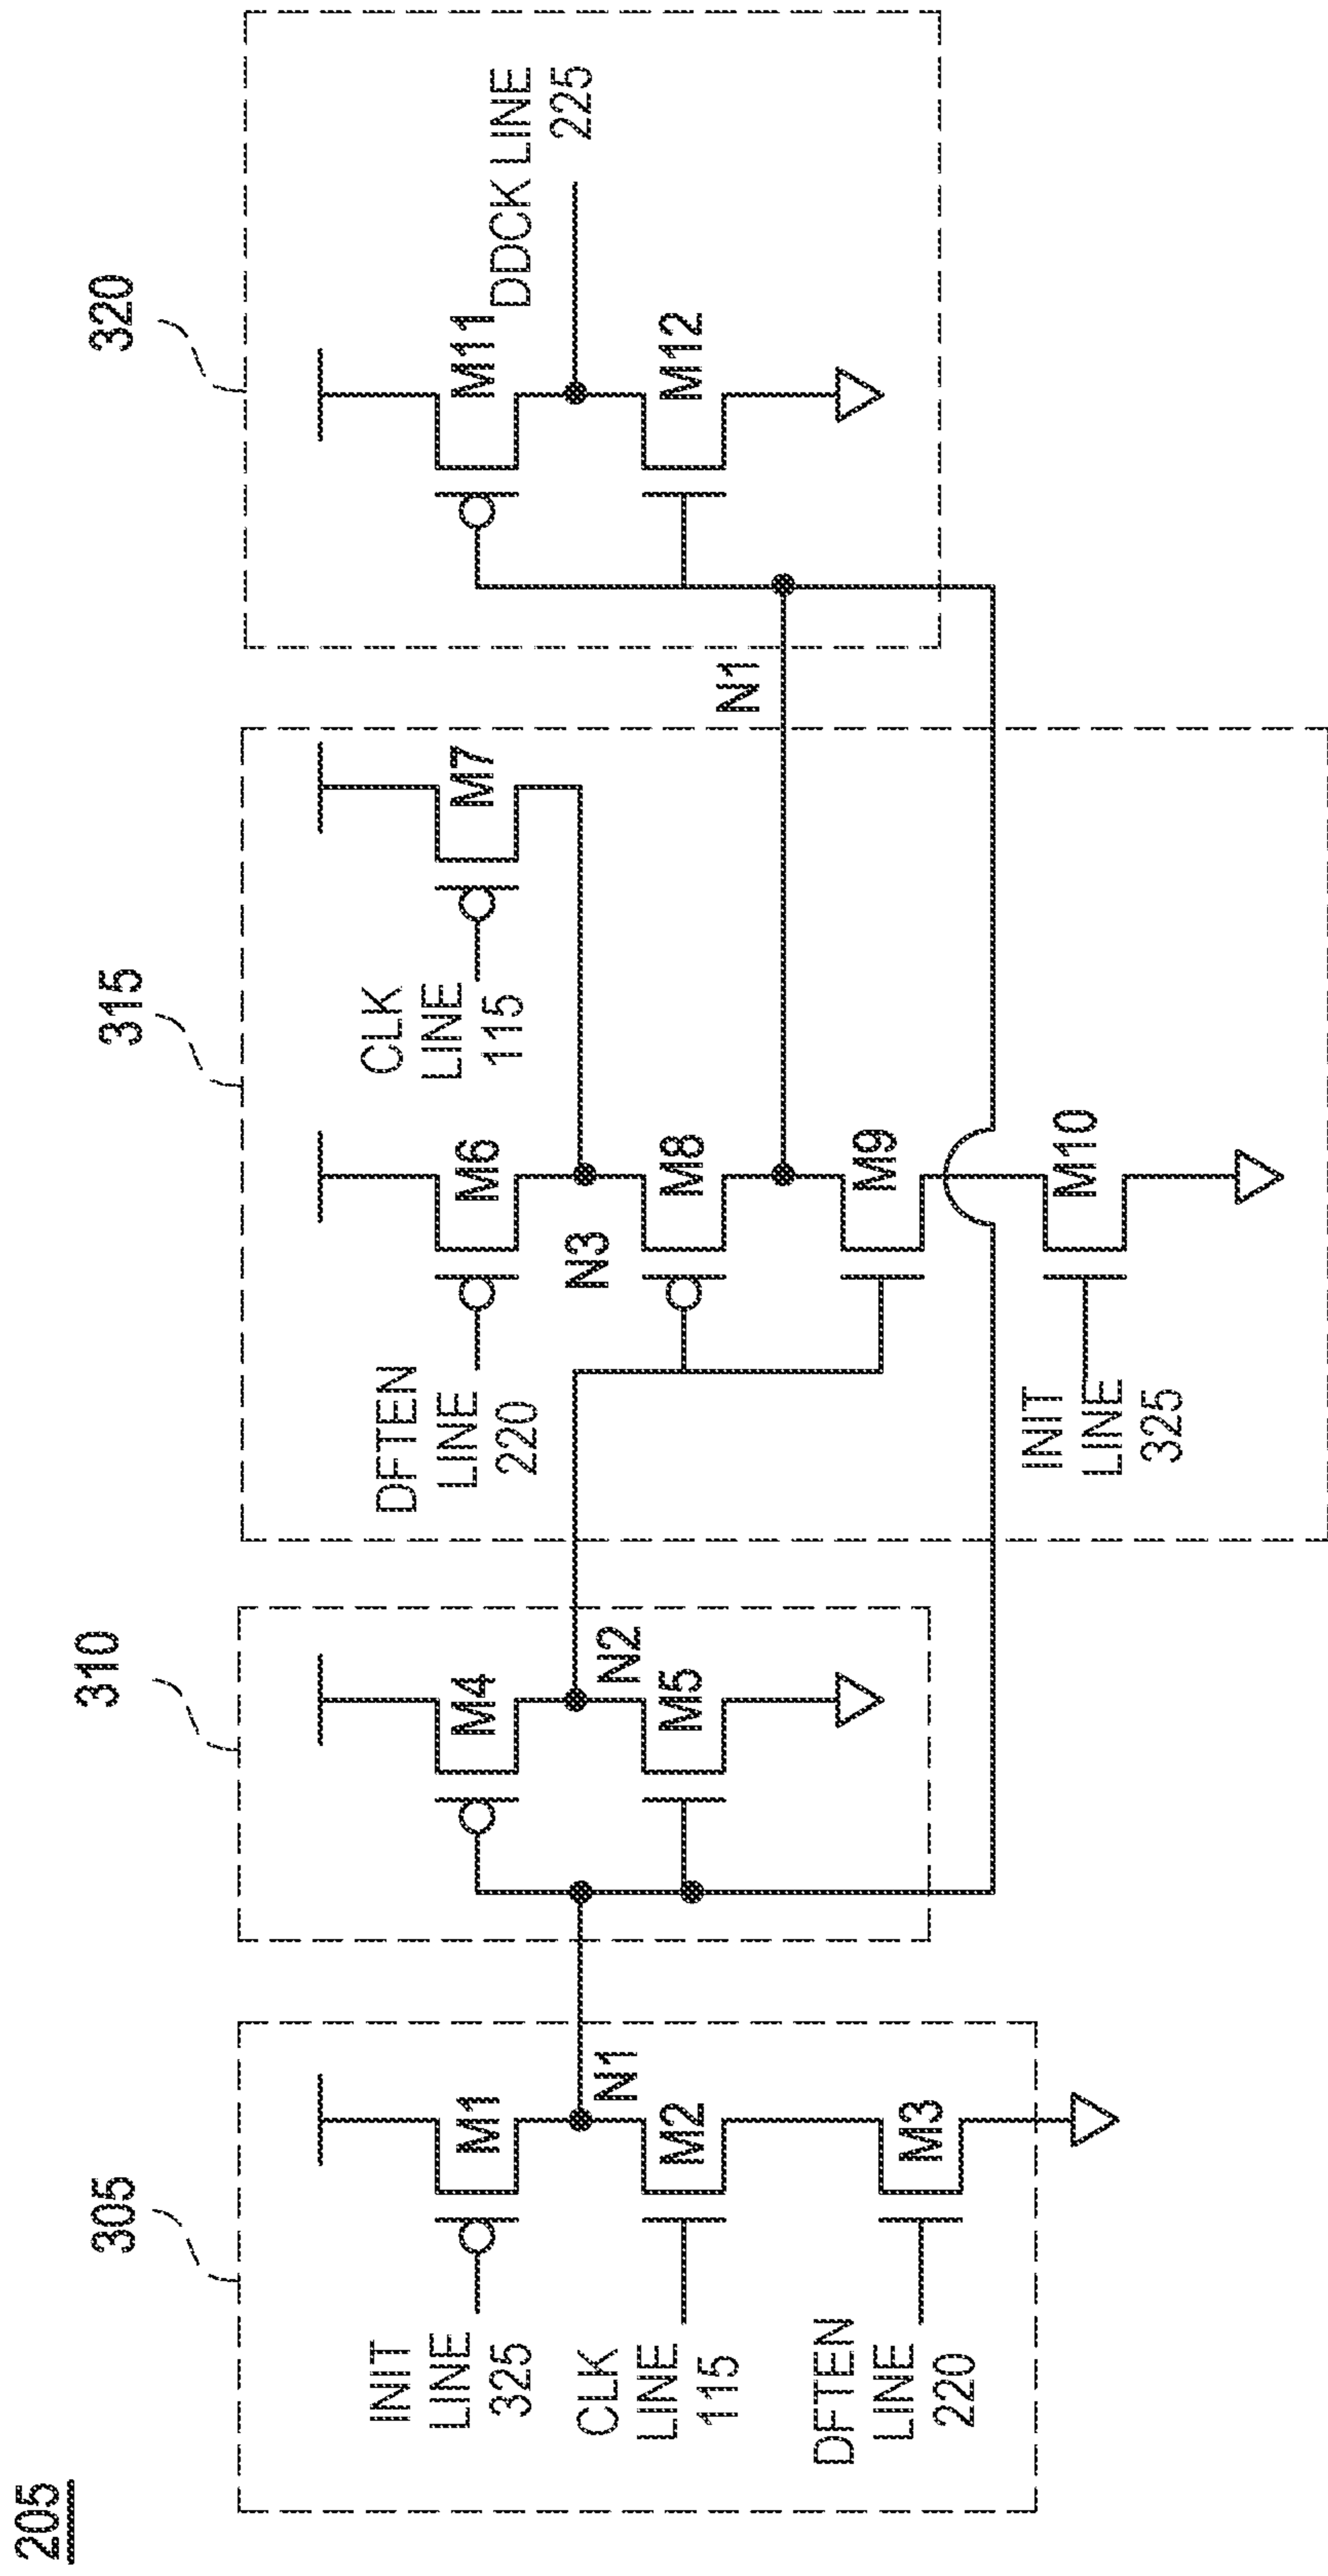 205
305
INIT
LINE
325
CLK
LINE
115
DFTEN
LINE
220
M1
N1
M2
M3
310
M4
N2
M5
315
DFTEN
LINE
220
M6
CLK
LINE
115
M7
N3
M8
M9
INIT
LINE
325
M10
N1
320
M11
DDCK LINE
225
M12